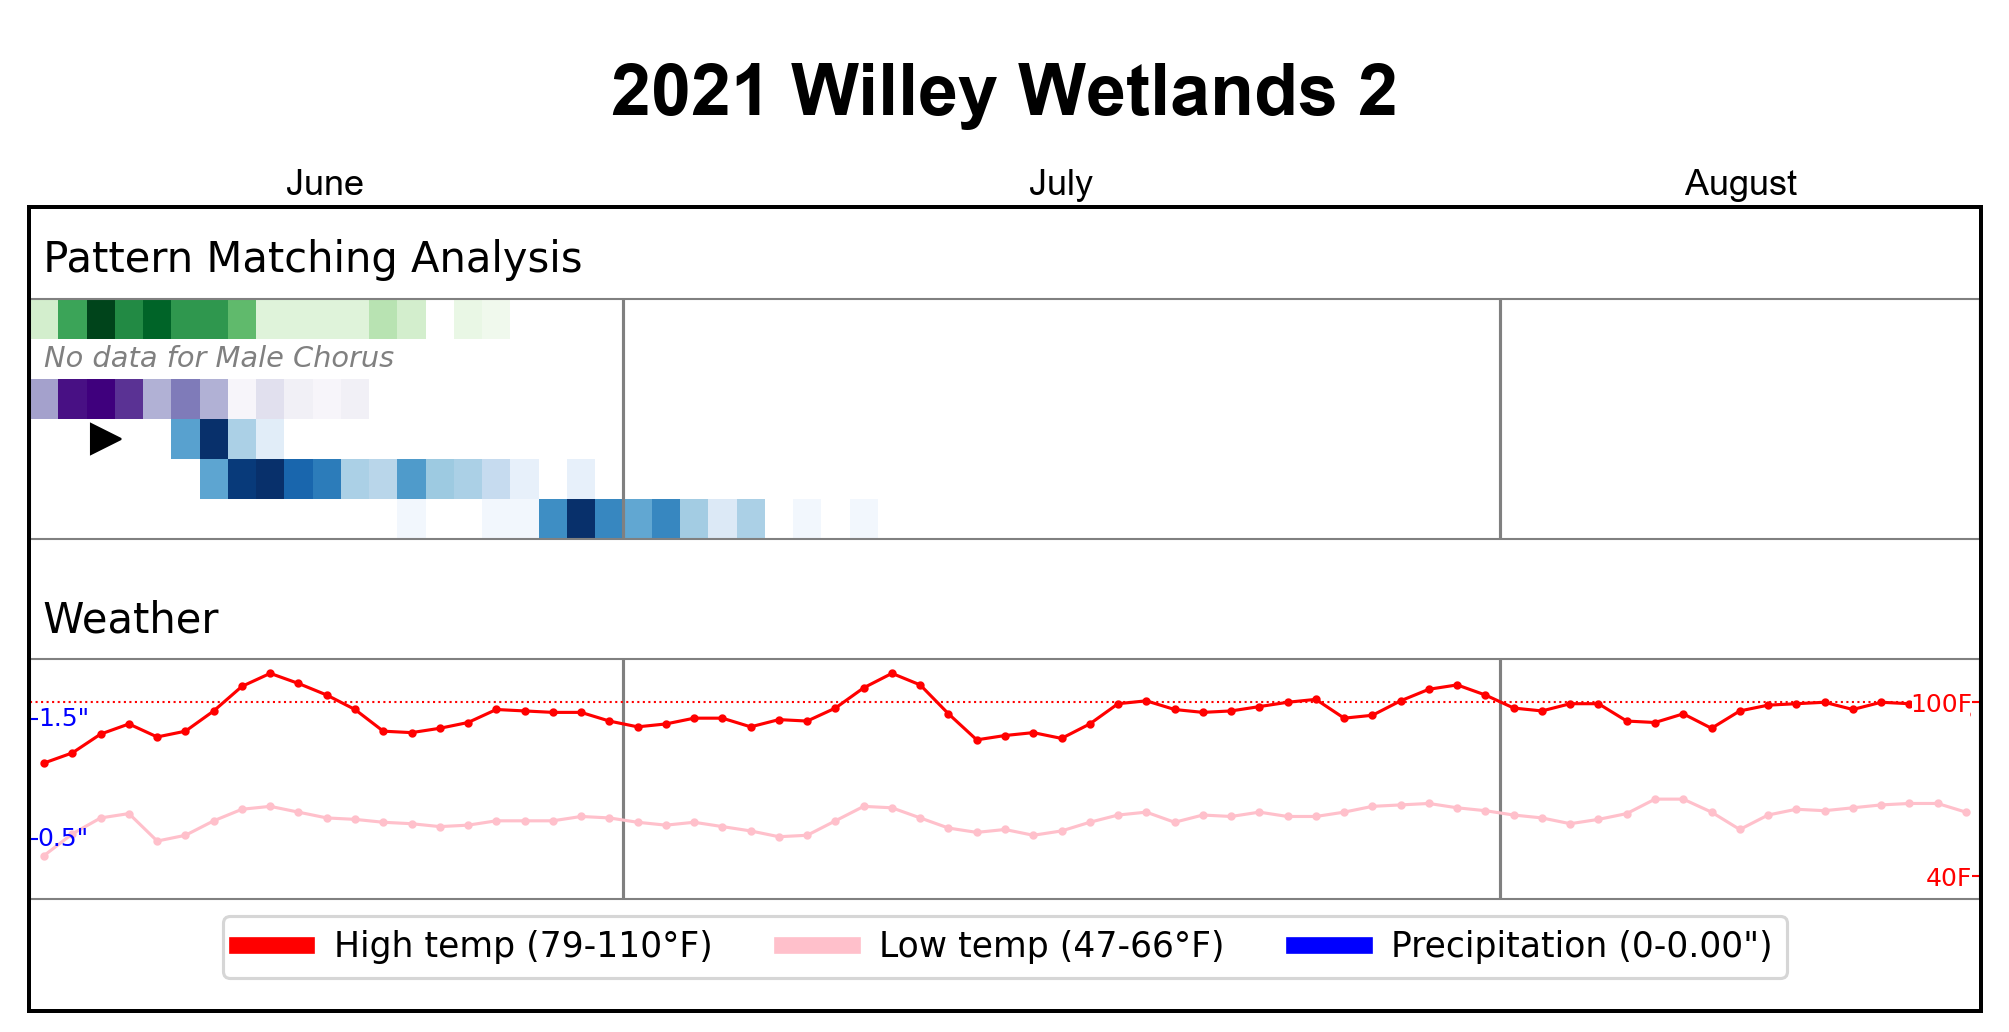 2021 Willey Wetlands 2
June July August
Pattern Matching Analysis
No data for Male Chorus
Weather
1.5"
100F
0.5"
40F
High temp (79-110°F) Low temp (47-66°F) Precipitation (0-0.00")